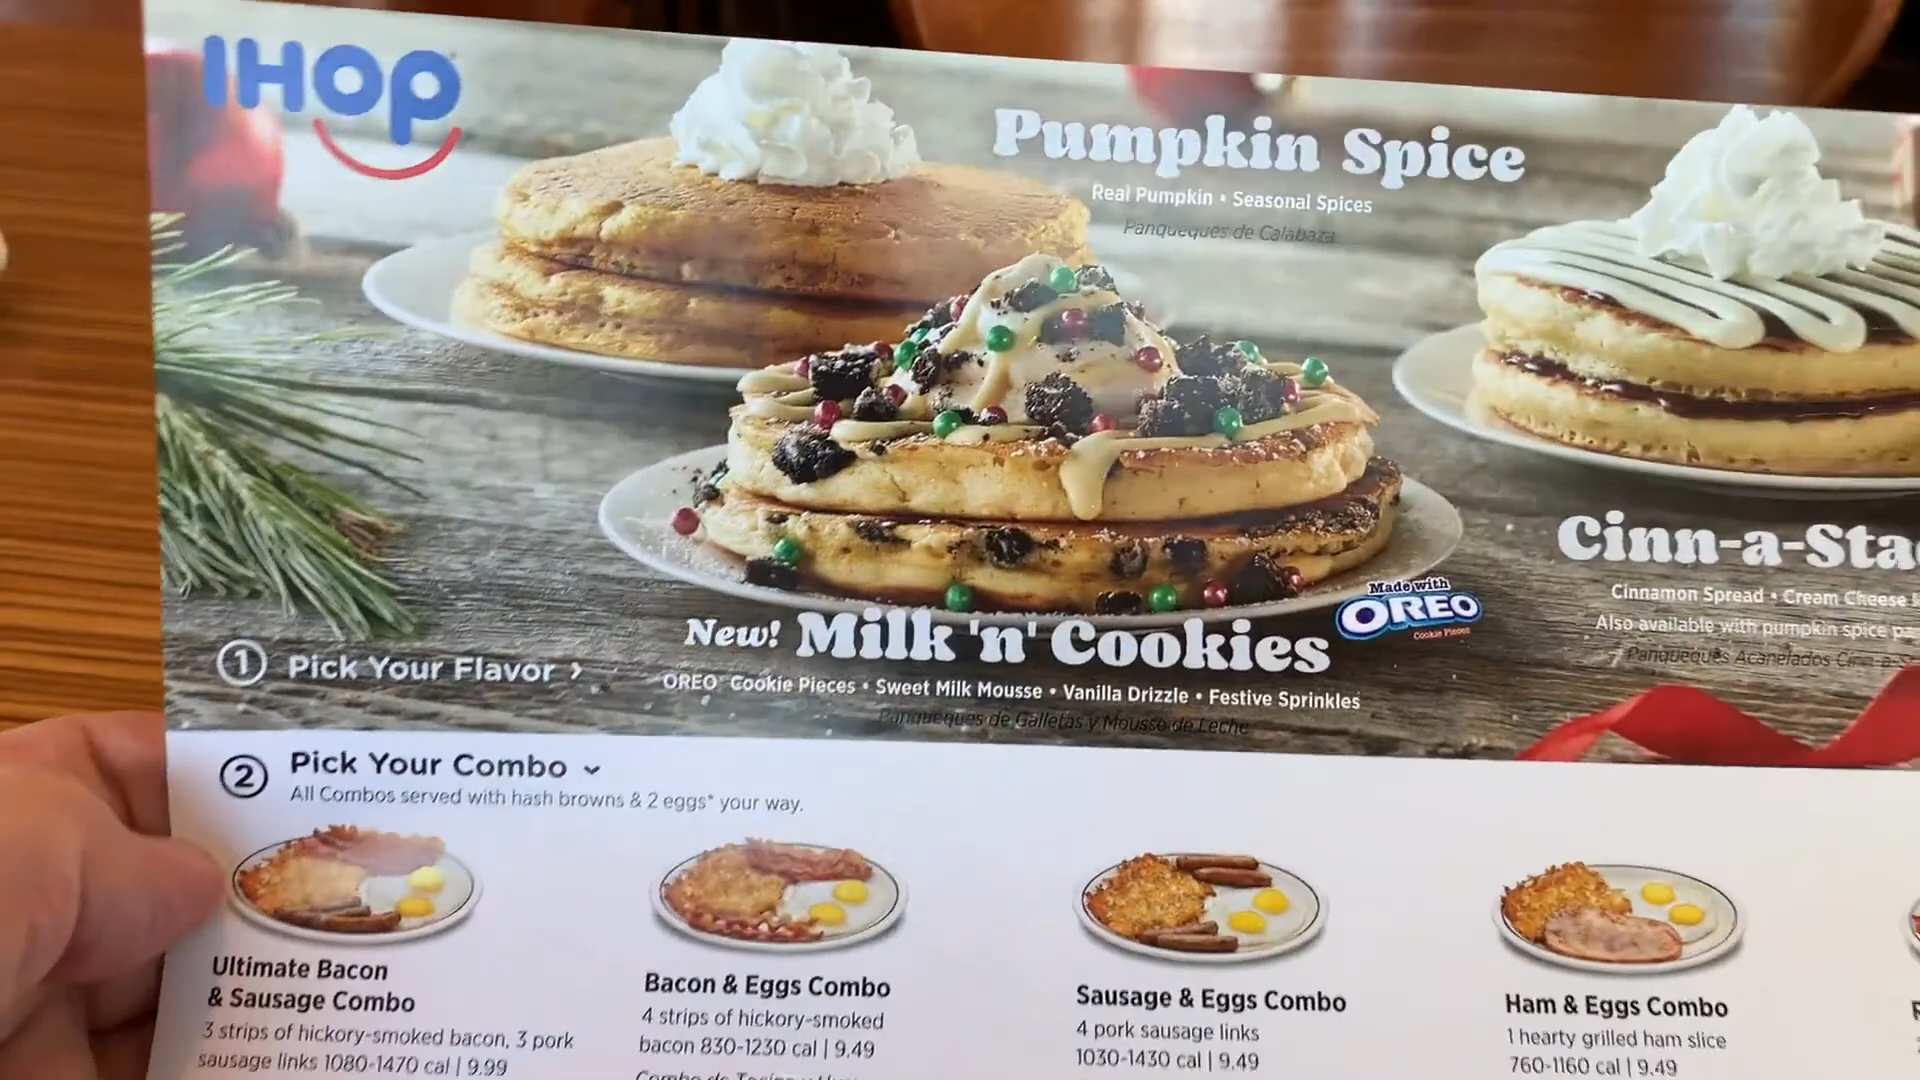 IHOP
Pumpkin Spice
Real Pumpkin • Seasonal Spices
Panqueques de Calabaza
Cinn-a-Sta
Cinnamon Spread • Cream Cheese
Also available with pumpkin spice
Panqueques Acanelados Cinn-a-S
Made with
OREO
Cookie Pieces
New! Milk 'n' Cookies
OREO Cookie Pieces • Sweet Milk Mousse • Vanilla Drizzle • Festive Sprinkles
Panqueques de Galletas y Mousse de Leche
1 Pick Your Flavor ›
2 Pick Your Combo
All Combos served with hash browns & 2 eggs* your way.
Ultimate Bacon
& Sausage Combo
3 strips of hickory-smoked bacon, 3 pork
sausage links 1080-1470 cal | 9.99
Bacon & Eggs Combo
4 strips of hickory-smoked
bacon 830-1230 cal | 9.49
Sausage & Eggs Combo
4 pork sausage links
1030-1430 cal | 9.49
Ham & Eggs Combo
1 hearty grilled ham slice
760-1160 cal | 9.49